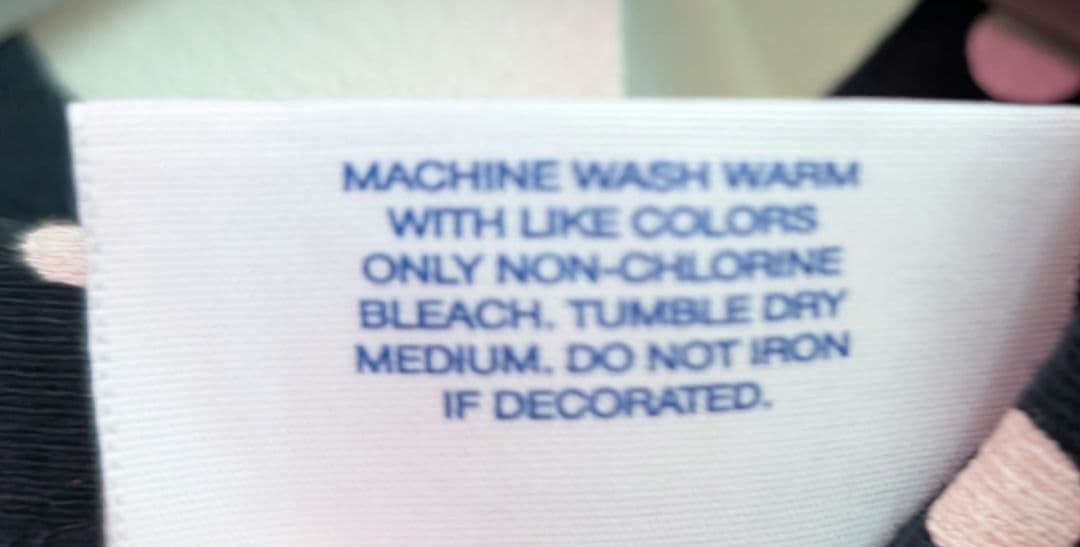 MACHINE WASH WARM
WITH LIKE COLORS
ONLY NON-CHLORINE
BLEACH. TUMBLE DRY
MEDIUM. DO NOT IRON
IF DECORATED.